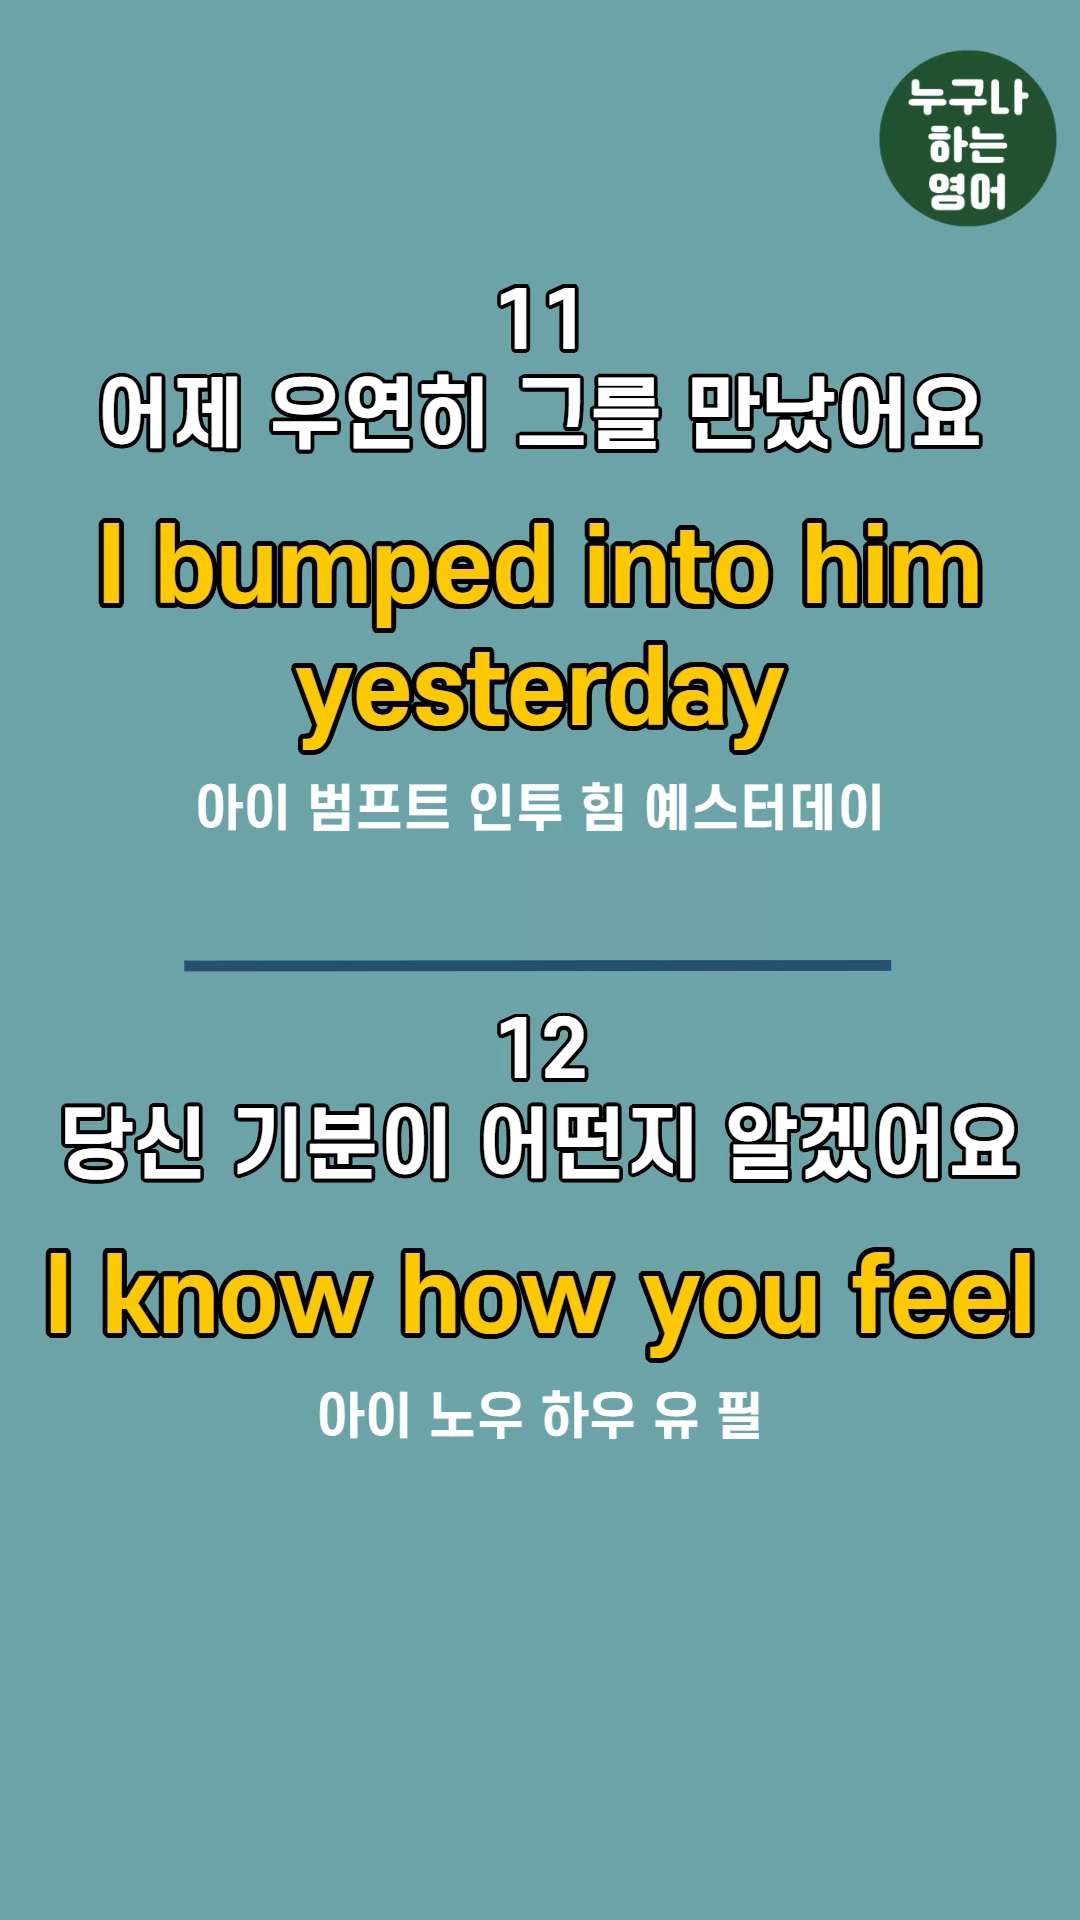 누구나
하는
영어
11
어제 우연히 그를 만났어요
I bumped into him
yesterday
아이 범프트 인투 힘 예스터데이
12
당신 기분이 어떤지 알겠어요
I know how you feel
아이 노우 하우 유 필